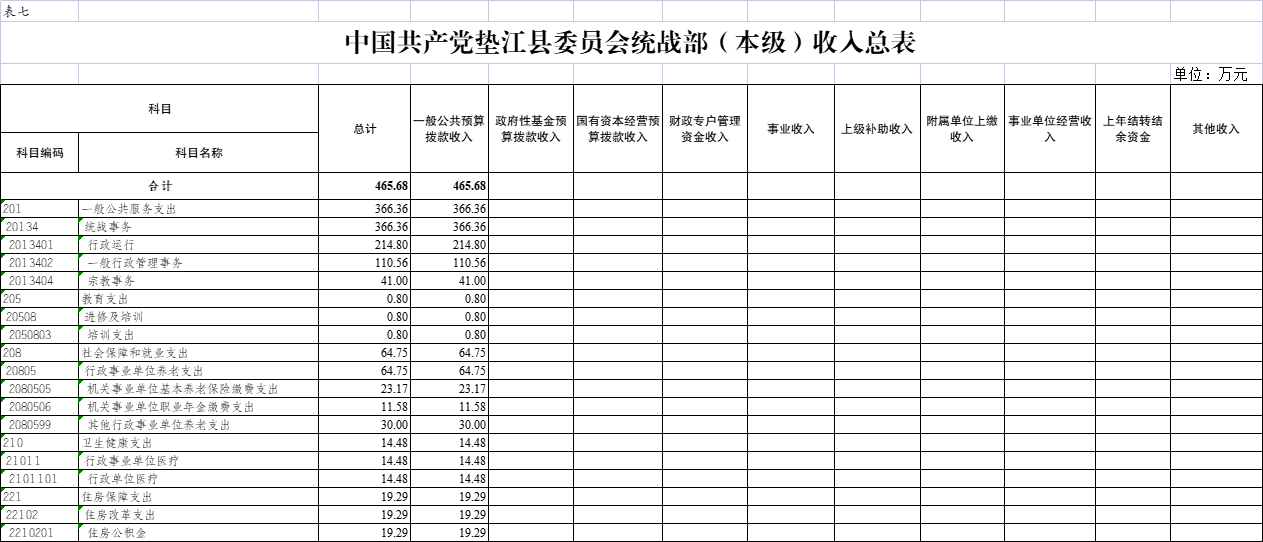 表七
中国共产党垫江县委员会统战部（本级）收入总表
单位：万元
科目
总计
一般公共预算
拨款收入
政府性基金预
算拨款收入
国有资本经营预
算拨款收入
财政专户管理
资金收入
事业收入
上级补助收入
附属单位上缴
收入
事业单位经营收
入
上年结转结
余资金
其他收入
科目编码 科目名称
合计 465.68 465.68
201 一般公共服务支出 366.36 366.36
20134 统战事务 366.36 366.36
2013401 行政运行 214.80 214.80
2013402 一般行政管理事务 110.56 110.56
2013404 宗教事务 41.00 41.00
205 教育支出 0.80 0.80
20508 进修及培训 0.80 0.80
2050803 培训支出 0.80 0.80
208 社会保障和就业支出 64.75 64.75
20805 行政事业单位养老支出 64.75 64.75
2080505 机关事业单位基本养老保险缴费支出 23.17 23.17
2080506 机关事业单位职业年金缴费支出 11.58 11.58
2080599 其他行政事业单位养老支出 30.00 30.00
210 卫生健康支出 14.48 14.48
21011 行政事业单位医疗 14.48 14.48
2101101 行政单位医疗 14.48 14.48
221 住房保障支出 19.29 19.29
22102 住房改革支出 19.29 19.29
2210201 住房公积金 19.29 19.29